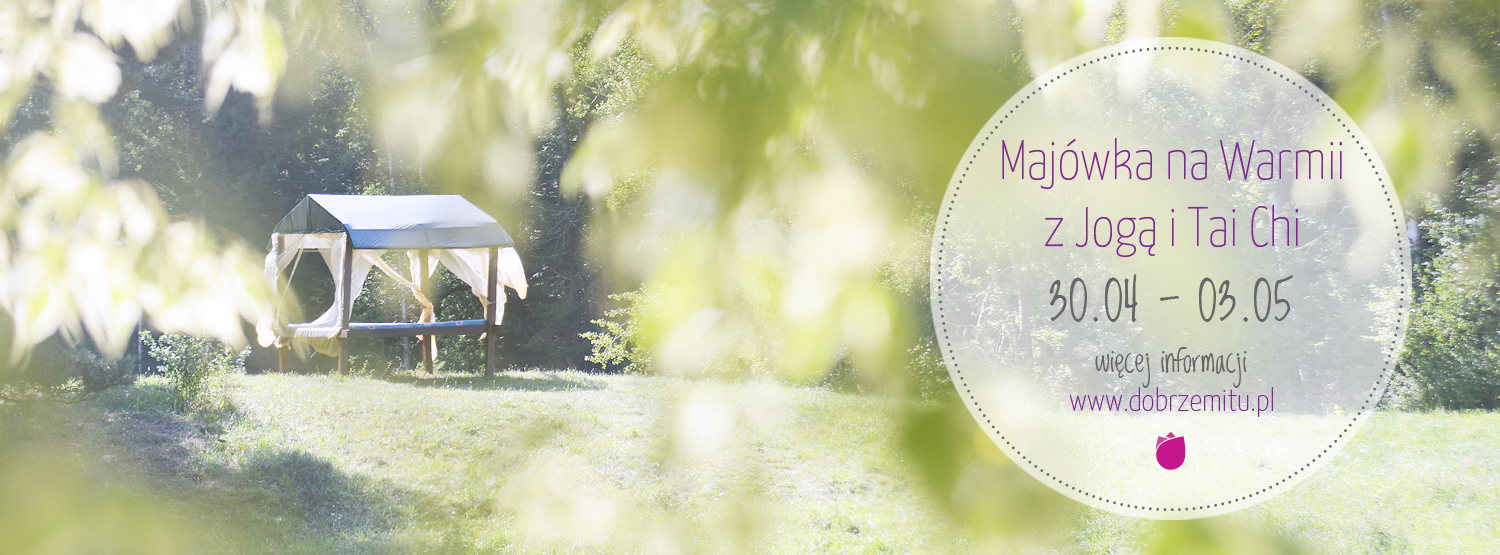 Majówka na Warmii
z Jogą i Tai Chi
30.04 - 03.05
więcej informacji
www.dobrzemitu.pl